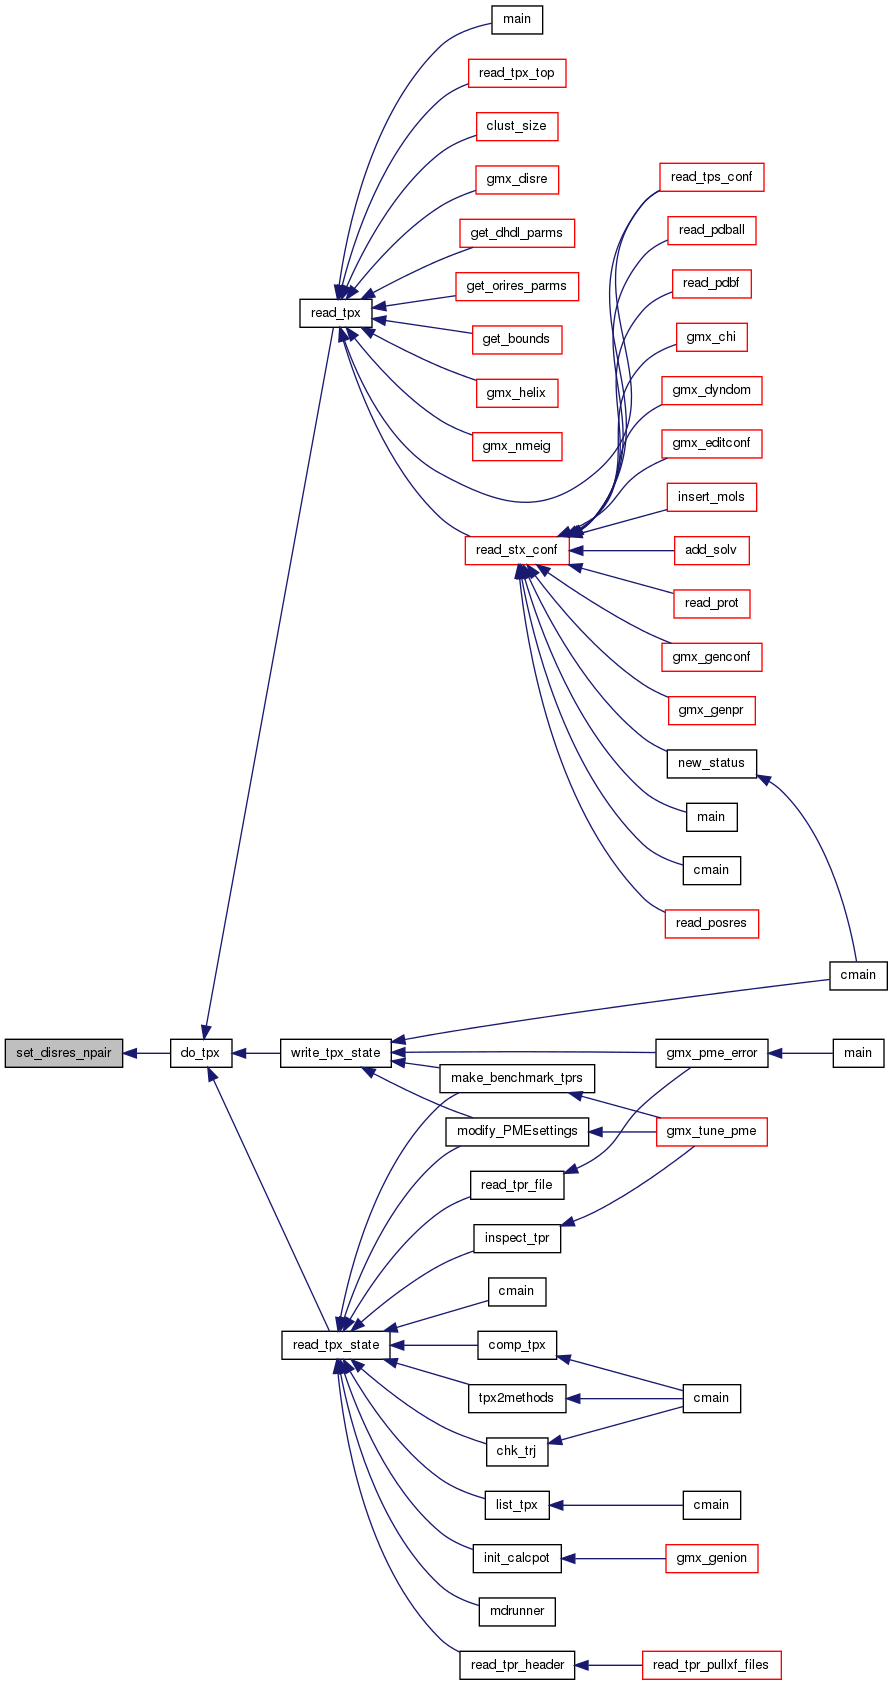 main
read_tpx_top
clust_size
gmx_disre
read_tps_conf
get_dhdl_parms
read_pdball
get_orires_parms
read_pdbf
read_tpx
get_bounds
gmx_chi
gmx_helix
gmx_dyndom
gmx_nmeig
gmx_editconf
insert_mols
read_stx_conf
add_solv
read_prot
gmx_genconf
gmx_genpr
new_status
main
cmain
read_posres
cmain
set_disres_npair
do_tpx
write_tpx_state
gmx_pme_error
main
make_benchmark_tprs
modify_PMEsettings
gmx_tune_pme
read_tpr_file
inspect_tpr
cmain
read_tpx_state
comp_tpx
tpx2methods
cmain
chk_trj
list_tpx
cmain
init_calcpot
gmx_genion
mdrunner
read_tpr_header
read_tpr_pullxf_files